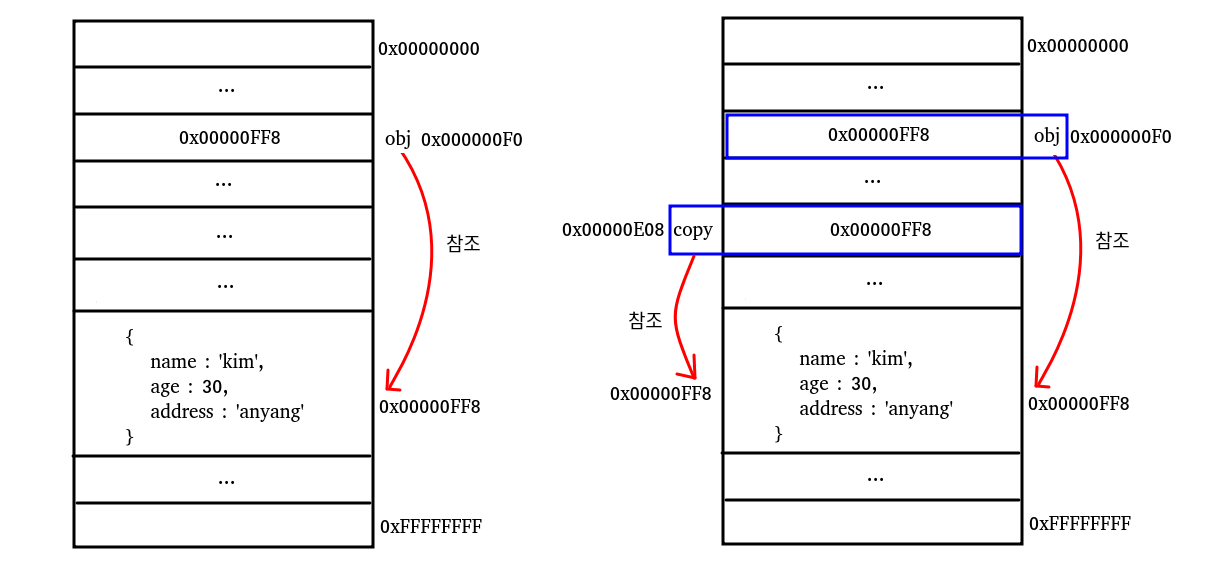 0x00000000
...
0x00000FF8
obj 0x000000F0
...
...
참조
...
{
name : 'kim',
age : 30,
address : 'anyang'
}
0x00000FF8
...
0xFFFFFFFF
0x00000000
...
0x00000FF8
obj 0x000000F0
...
0x00000E08 copy
0x00000FF8
참조
...
참조
{
name : 'kim',
age : 30,
address : 'anyang'
}
0x00000FF8
0x00000FF8
...
0xFFFFFFFF